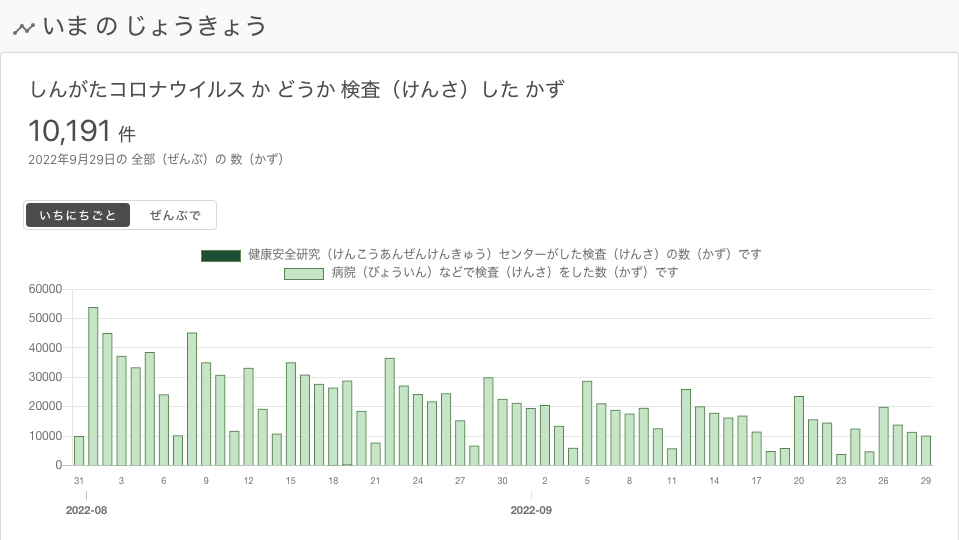 いま の じょうきょう
しんがたコロナウイルス か どうか 検査（けんさ）した かず
10,191 件
2022年9月29日の 全部（ぜんぶ）の 数（かず）
いちにちごと ぜんぶで
健康安全研究（けんこうあんぜんけんきゅう）センターがした検査（けんさ）の数（かず）です
病院（びょういん）などで検査（けんさ）をした数（かず）です
60000
50000
40000
30000
20000
10000
0
31 3 6 9 12 15 18 21 24 27 30 2 5 8 11 14 17 20 23 26 29
2022-08 2022-09